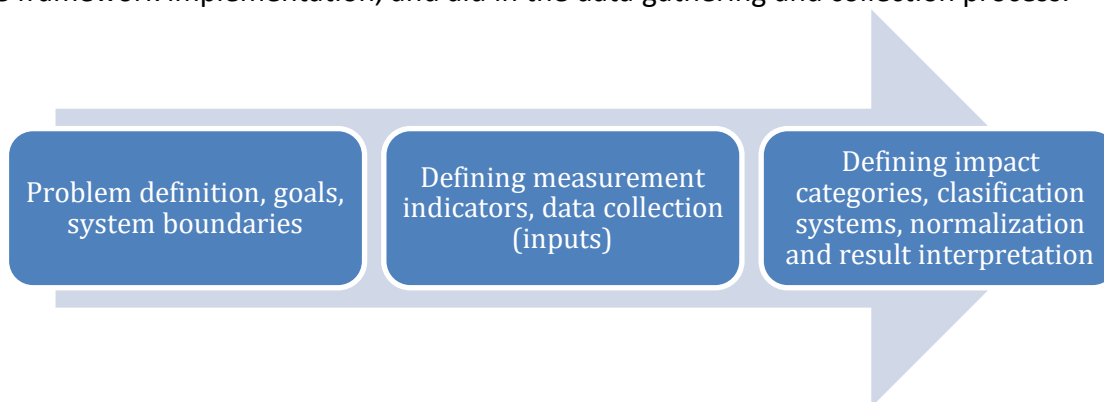 framework implementation, and aid in the data gathering and collection process.
Problem definition, goals,
system boundaries
Defining measurement
indicators, data collection
(inputs)
Defining impact
categories, clasification
systems, normalization
and result interpretation